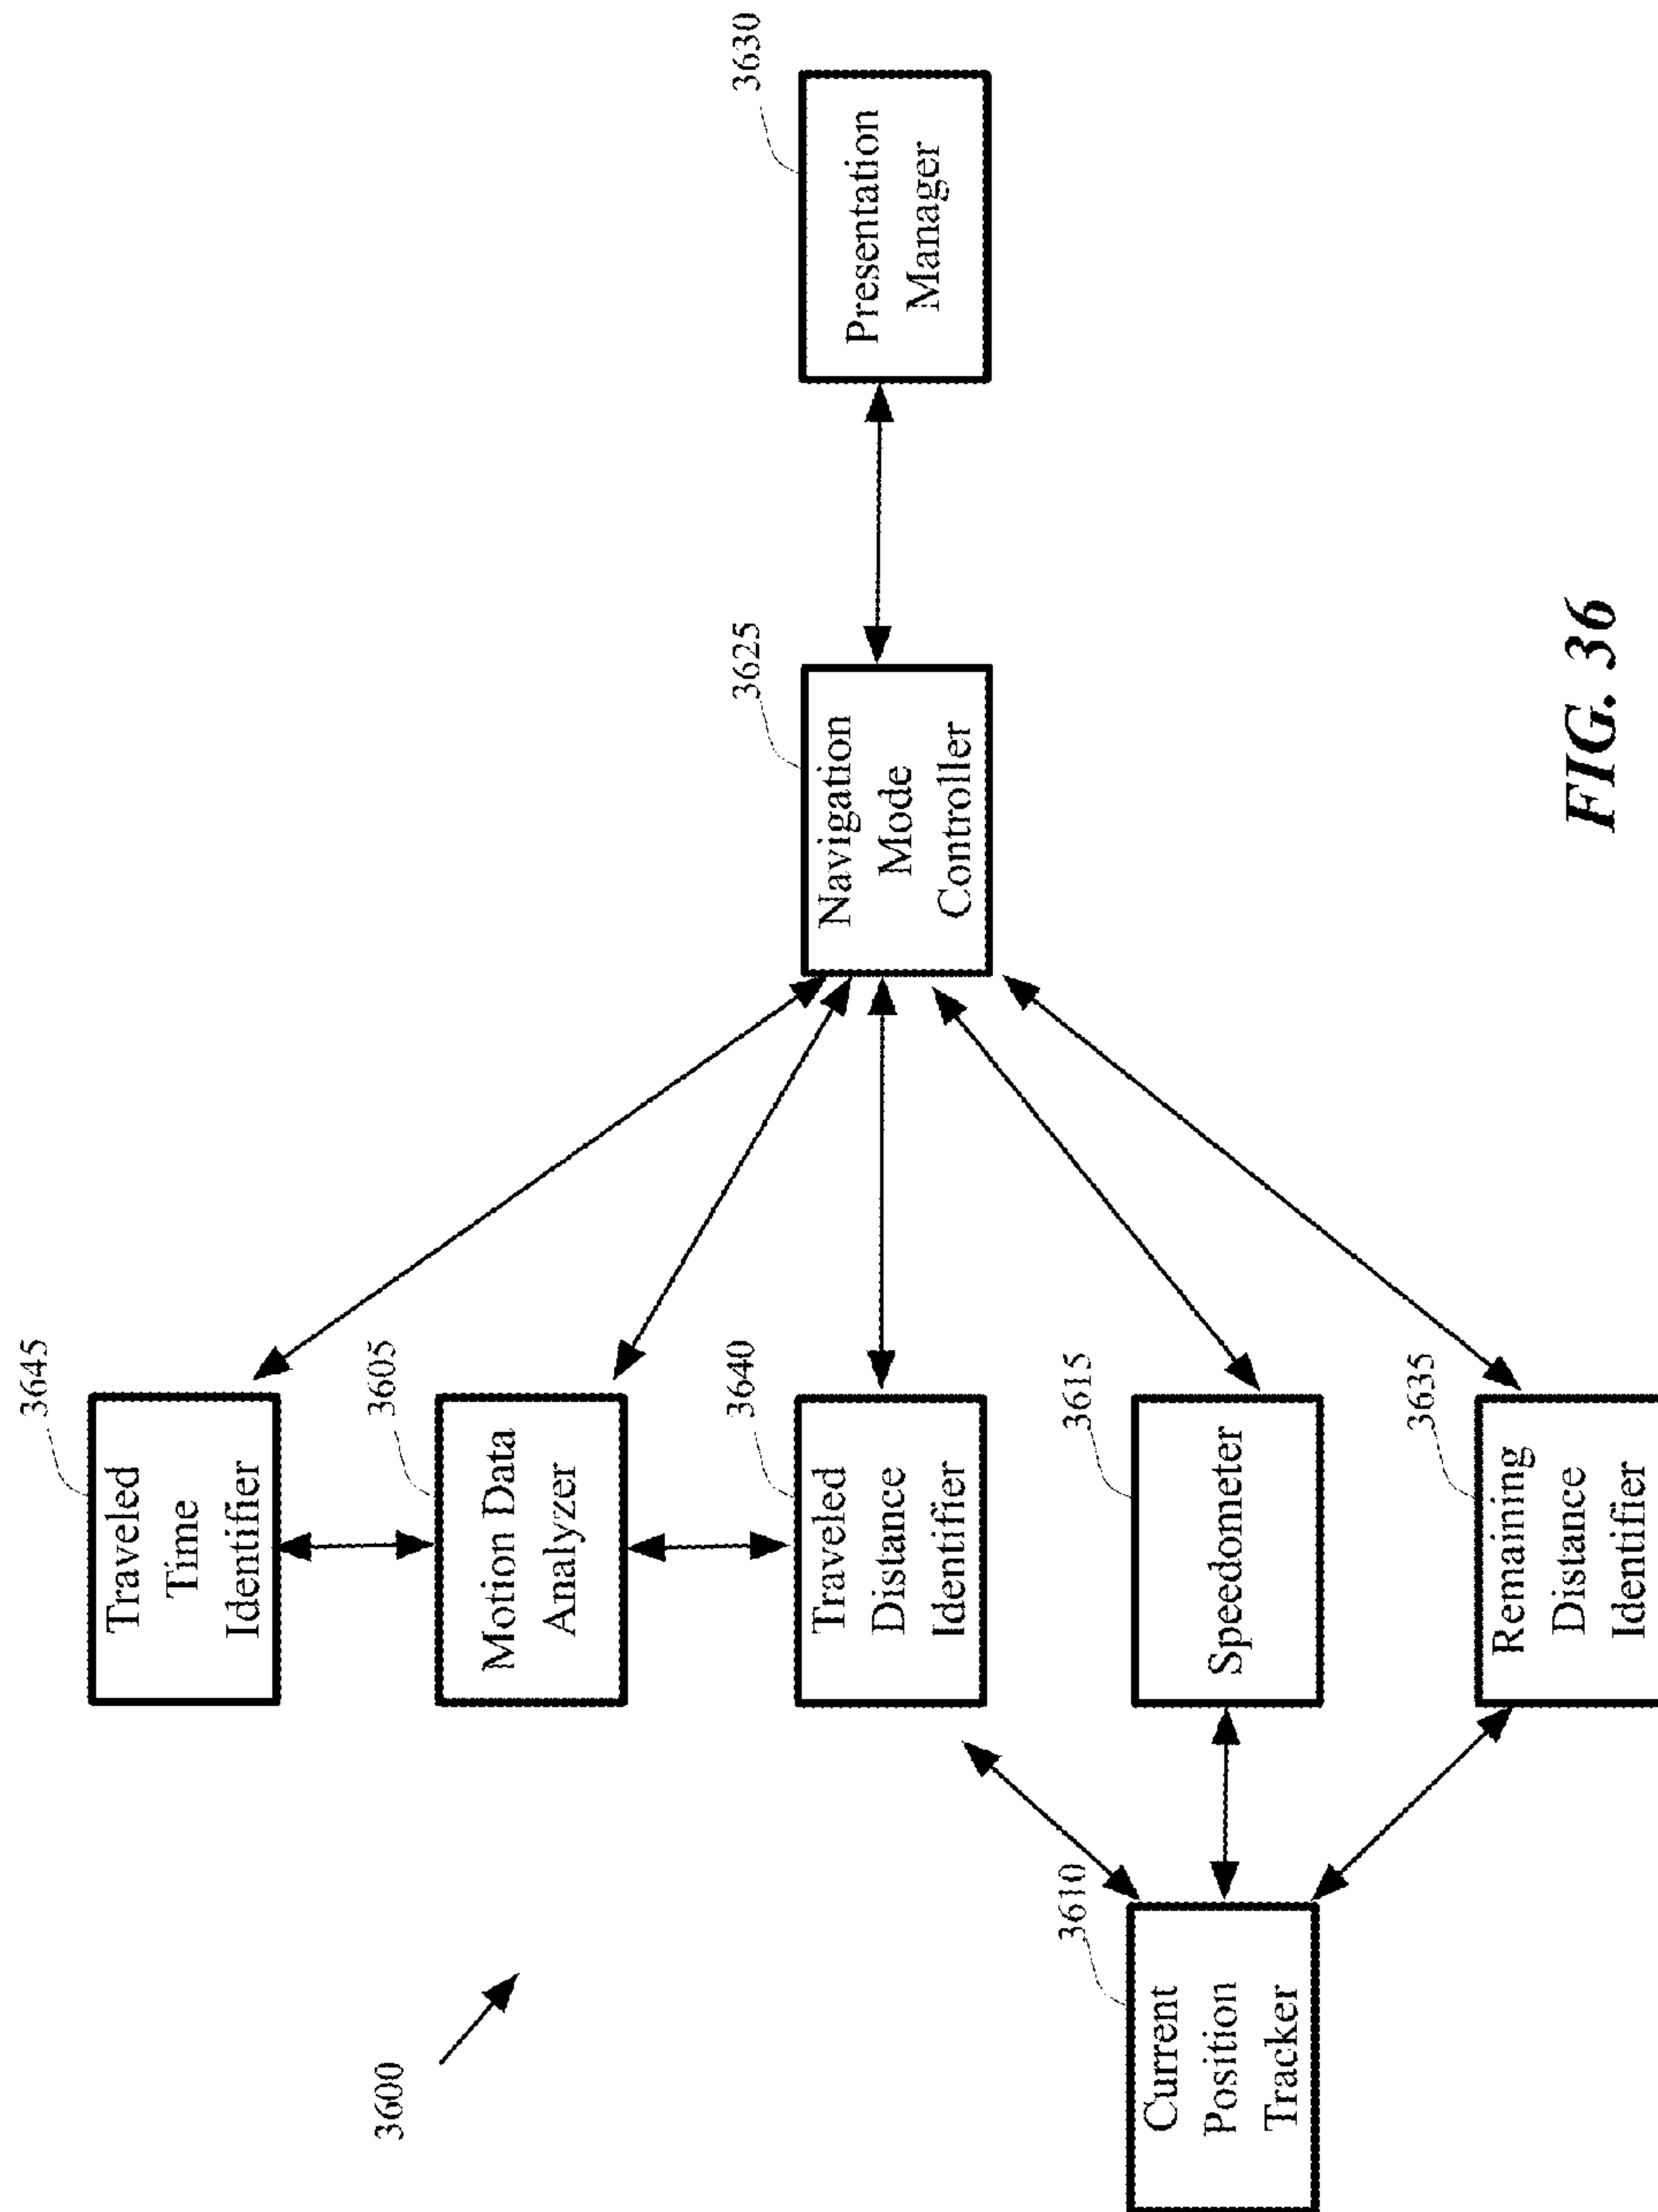 3600
3645
Traveled
Time
Identifier
3605
Motion Data
Analyzer
3640
Traveled
Distance
Identifier
3610
Current
Position
Tracker
3615
Speedometer
3635
Remaining
Distance
Identifier
3625
Navigation
Mode
Controller
3630
Presentation
Manager
FIG. 36